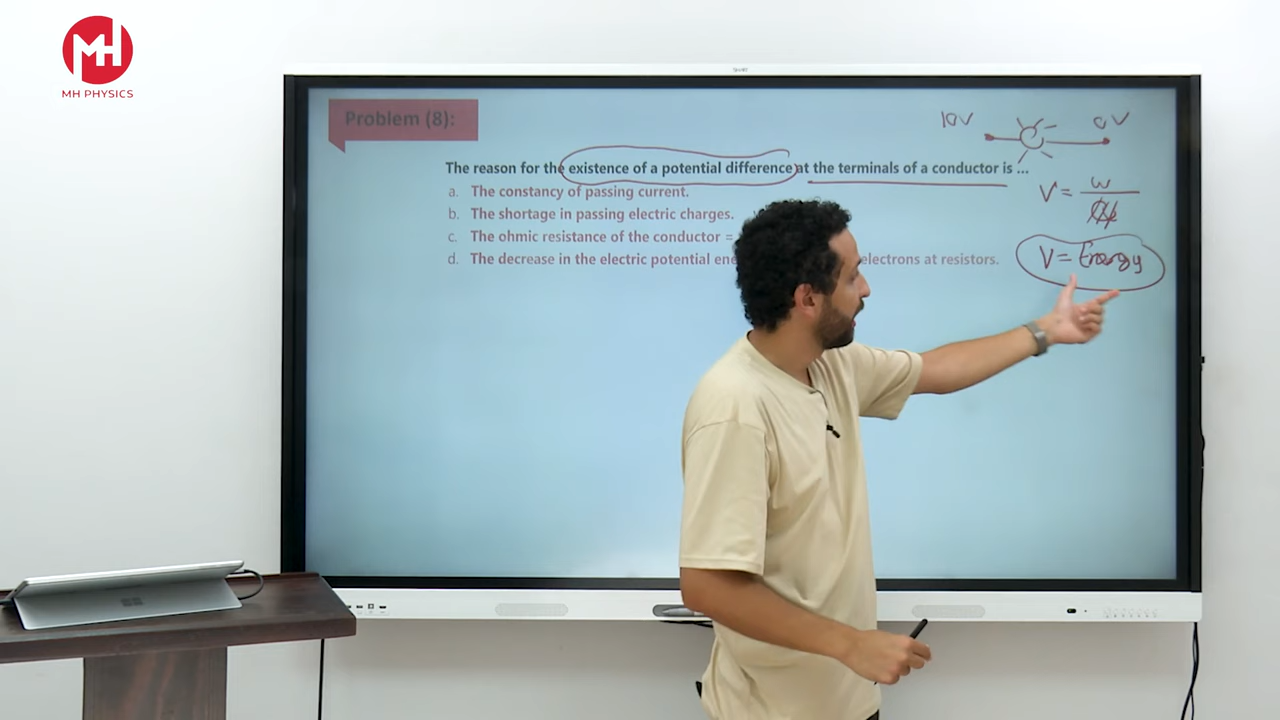 MH
MH PHYSICS
Problem (8):
The reason for the existence of a potential difference at the terminals of a conductor is ...
a. The constancy of passing current.
b. The shortage in passing electric charges.
c. The ohmic resistance of the conductor =
d. The decrease in the electric potential ene electrons at resistors.
10V 0V
V = W
V = Energy